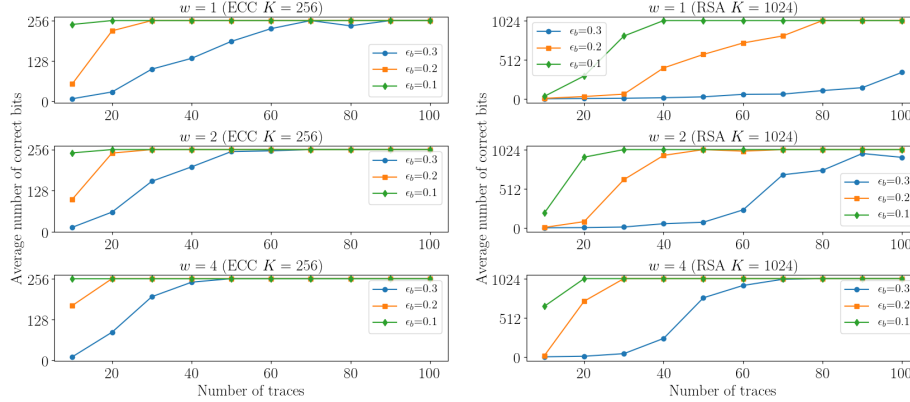 w = 1 (ECC K = 256)
256
128
0
ϵb=0.3
ϵb=0.2
ϵb=0.1
20 40 60 80 100
w = 2 (ECC K = 256)
256
128
0
ϵb=0.3
ϵb=0.2
ϵb=0.1
20 40 60 80 100
w = 4 (ECC K = 256)
256
128
0
ϵb=0.3
ϵb=0.2
ϵb=0.1
20 40 60 80 100
Average number of correct bits
Number of traces
w = 1 (RSA K = 1024)
1024
512
0
ϵb=0.3
ϵb=0.2
ϵb=0.1
20 40 60 80 100
w = 2 (RSA K = 1024)
1024
512
0
ϵb=0.3
ϵb=0.2
ϵb=0.1
20 40 60 80 100
w = 4 (RSA K = 1024)
1024
512
0
ϵb=0.3
ϵb=0.2
ϵb=0.1
20 40 60 80 100
Average number of correct bits
Number of traces